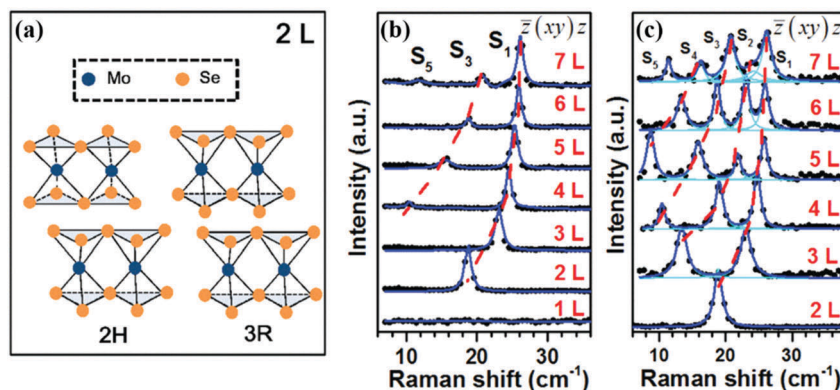 (a)
2 L
Mo Se
2H 3R
(b)
z̅(xy)z
S₅ S₃ S₁
7 L
6 L
5 L
4 L
3 L
2 L
1 L
Intensity (a.u.)
10 20 30
Raman shift (cm⁻¹)
(c)
z̅(xy)z
S₅ S₄ S₃ S₂ S₁
7 L
6 L
5 L
4 L
3 L
2 L
Intensity (a.u.)
10 20 30
Raman shift (cm⁻¹)